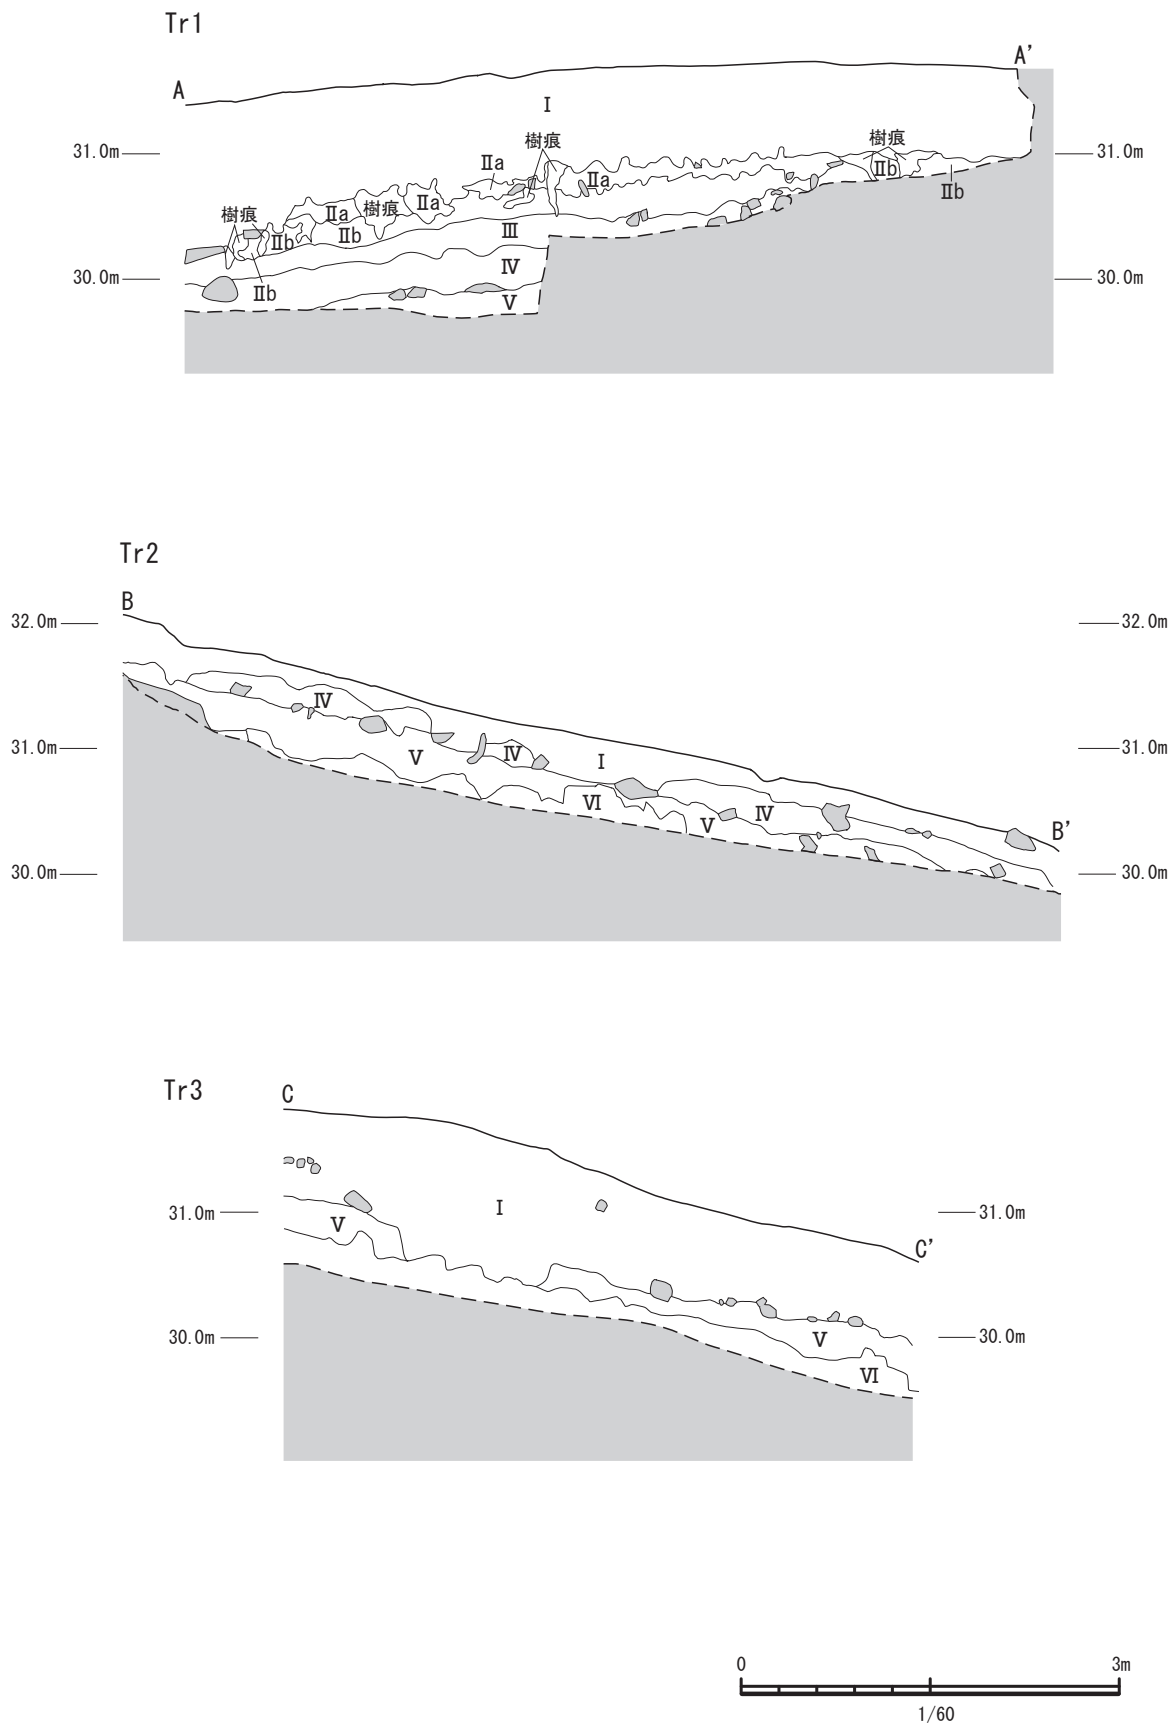 Tr1
A
A’
Ⅰ
31.0m
31.0m
樹痕
樹痕
Ⅱa
Ⅱa
Ⅱb
Ⅱb
樹痕
Ⅱa
樹痕
Ⅱa
Ⅱb
Ⅱb
Ⅲ
Ⅳ
30.0m
30.0m
Ⅱb
Ⅴ
Tr2
B
32.0m
32.0m
Ⅳ
31.0m
31.0m
Ⅴ
Ⅳ
Ⅰ
Ⅵ
Ⅴ
Ⅳ
B’
30.0m
30.0m
Tr3
C
Ⅰ
31.0m
31.0m
Ⅴ
C’
30.0m
30.0m
Ⅴ
Ⅵ
0
3m
1/60